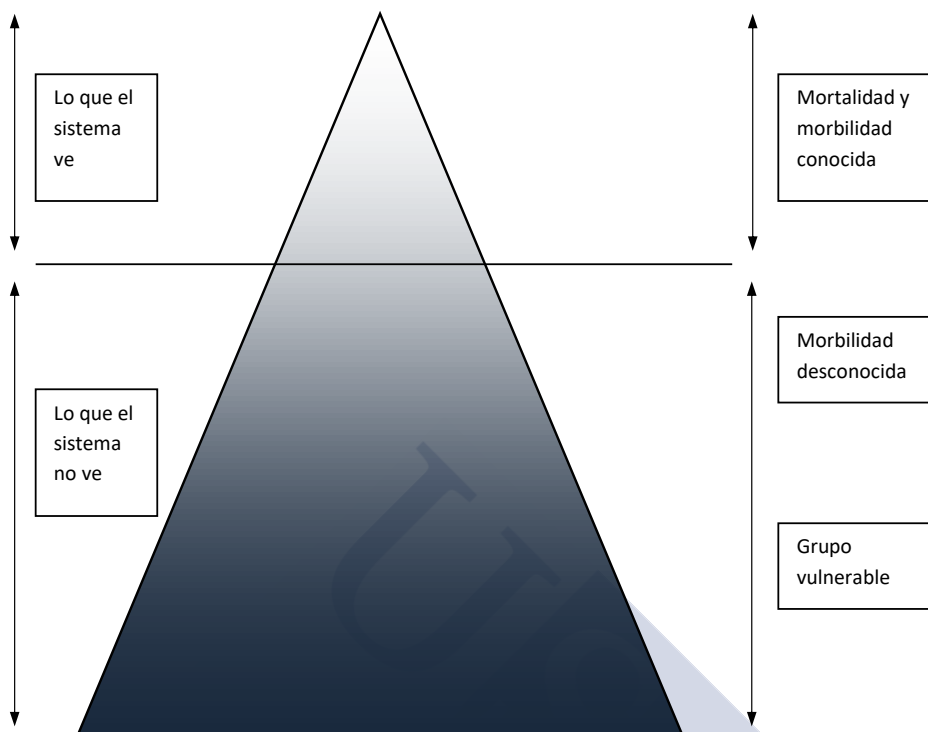 Lo que el
sistema
ve
Mortalidad y
morbilidad
conocida
Morbilidad
desconocida
Lo que el
sistema
no ve
Grupo
vulnerable